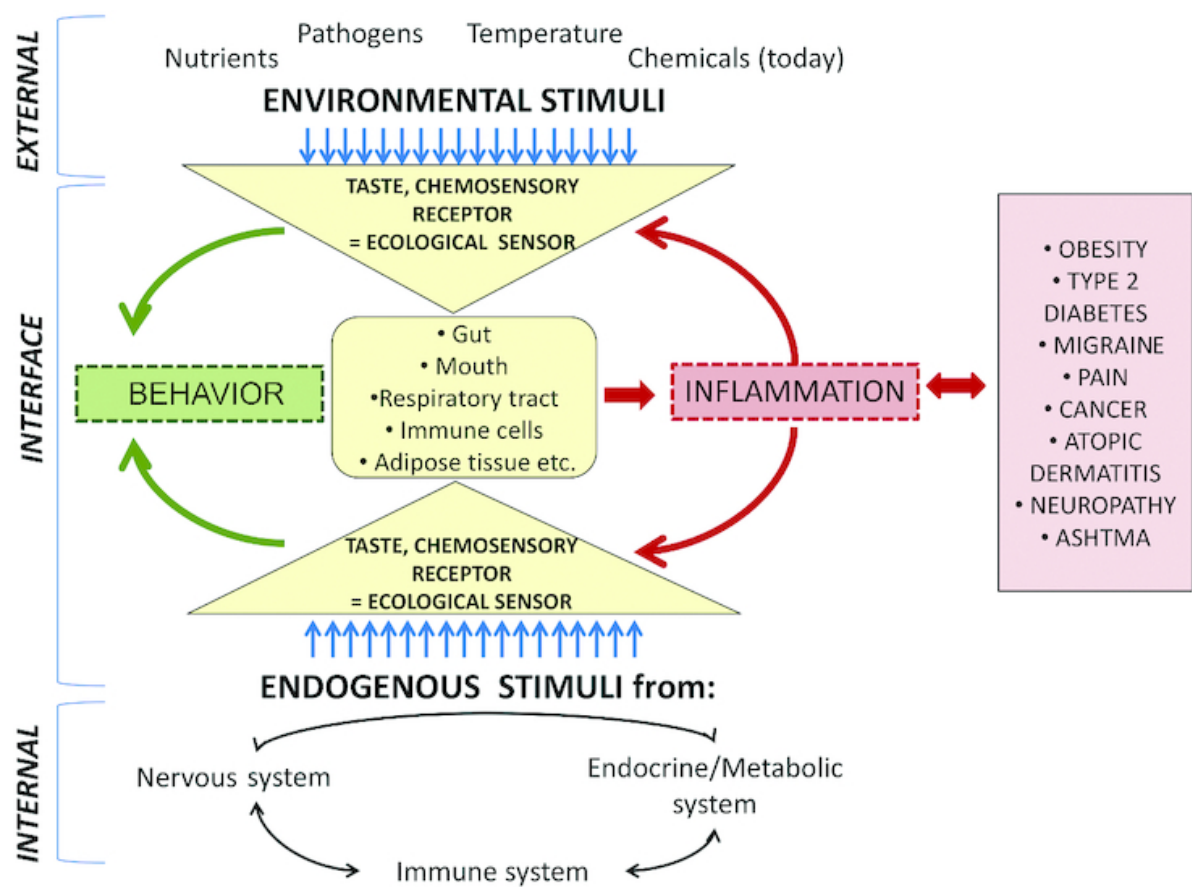 EXTERNAL
Pathogens
Temperature
Nutrients
Chemicals (today)
ENVIRONMENTAL STIMULI
INTERFACE
TASTE, CHEMOSENSORY
RECEPTOR
= ECOLOGICAL SENSOR
BEHAVIOR
• Gut
• Mouth
•Respiratory tract
• Immune cells
• Adipose tissue etc.
INFLAMMATION
• OBESITY
• TYPE 2
DIABETES
• MIGRAINE
• PAIN
• CANCER
• ATOPIC
DERMATITIS
• NEUROPATHY
• ASHTMA
TASTE, CHEMOSENSORY
RECEPTOR
= ECOLOGICAL SENSOR
ENDOGENOUS STIMULI from:
INTERNAL
Nervous system
Endocrine/Metabolic
system
Immune system